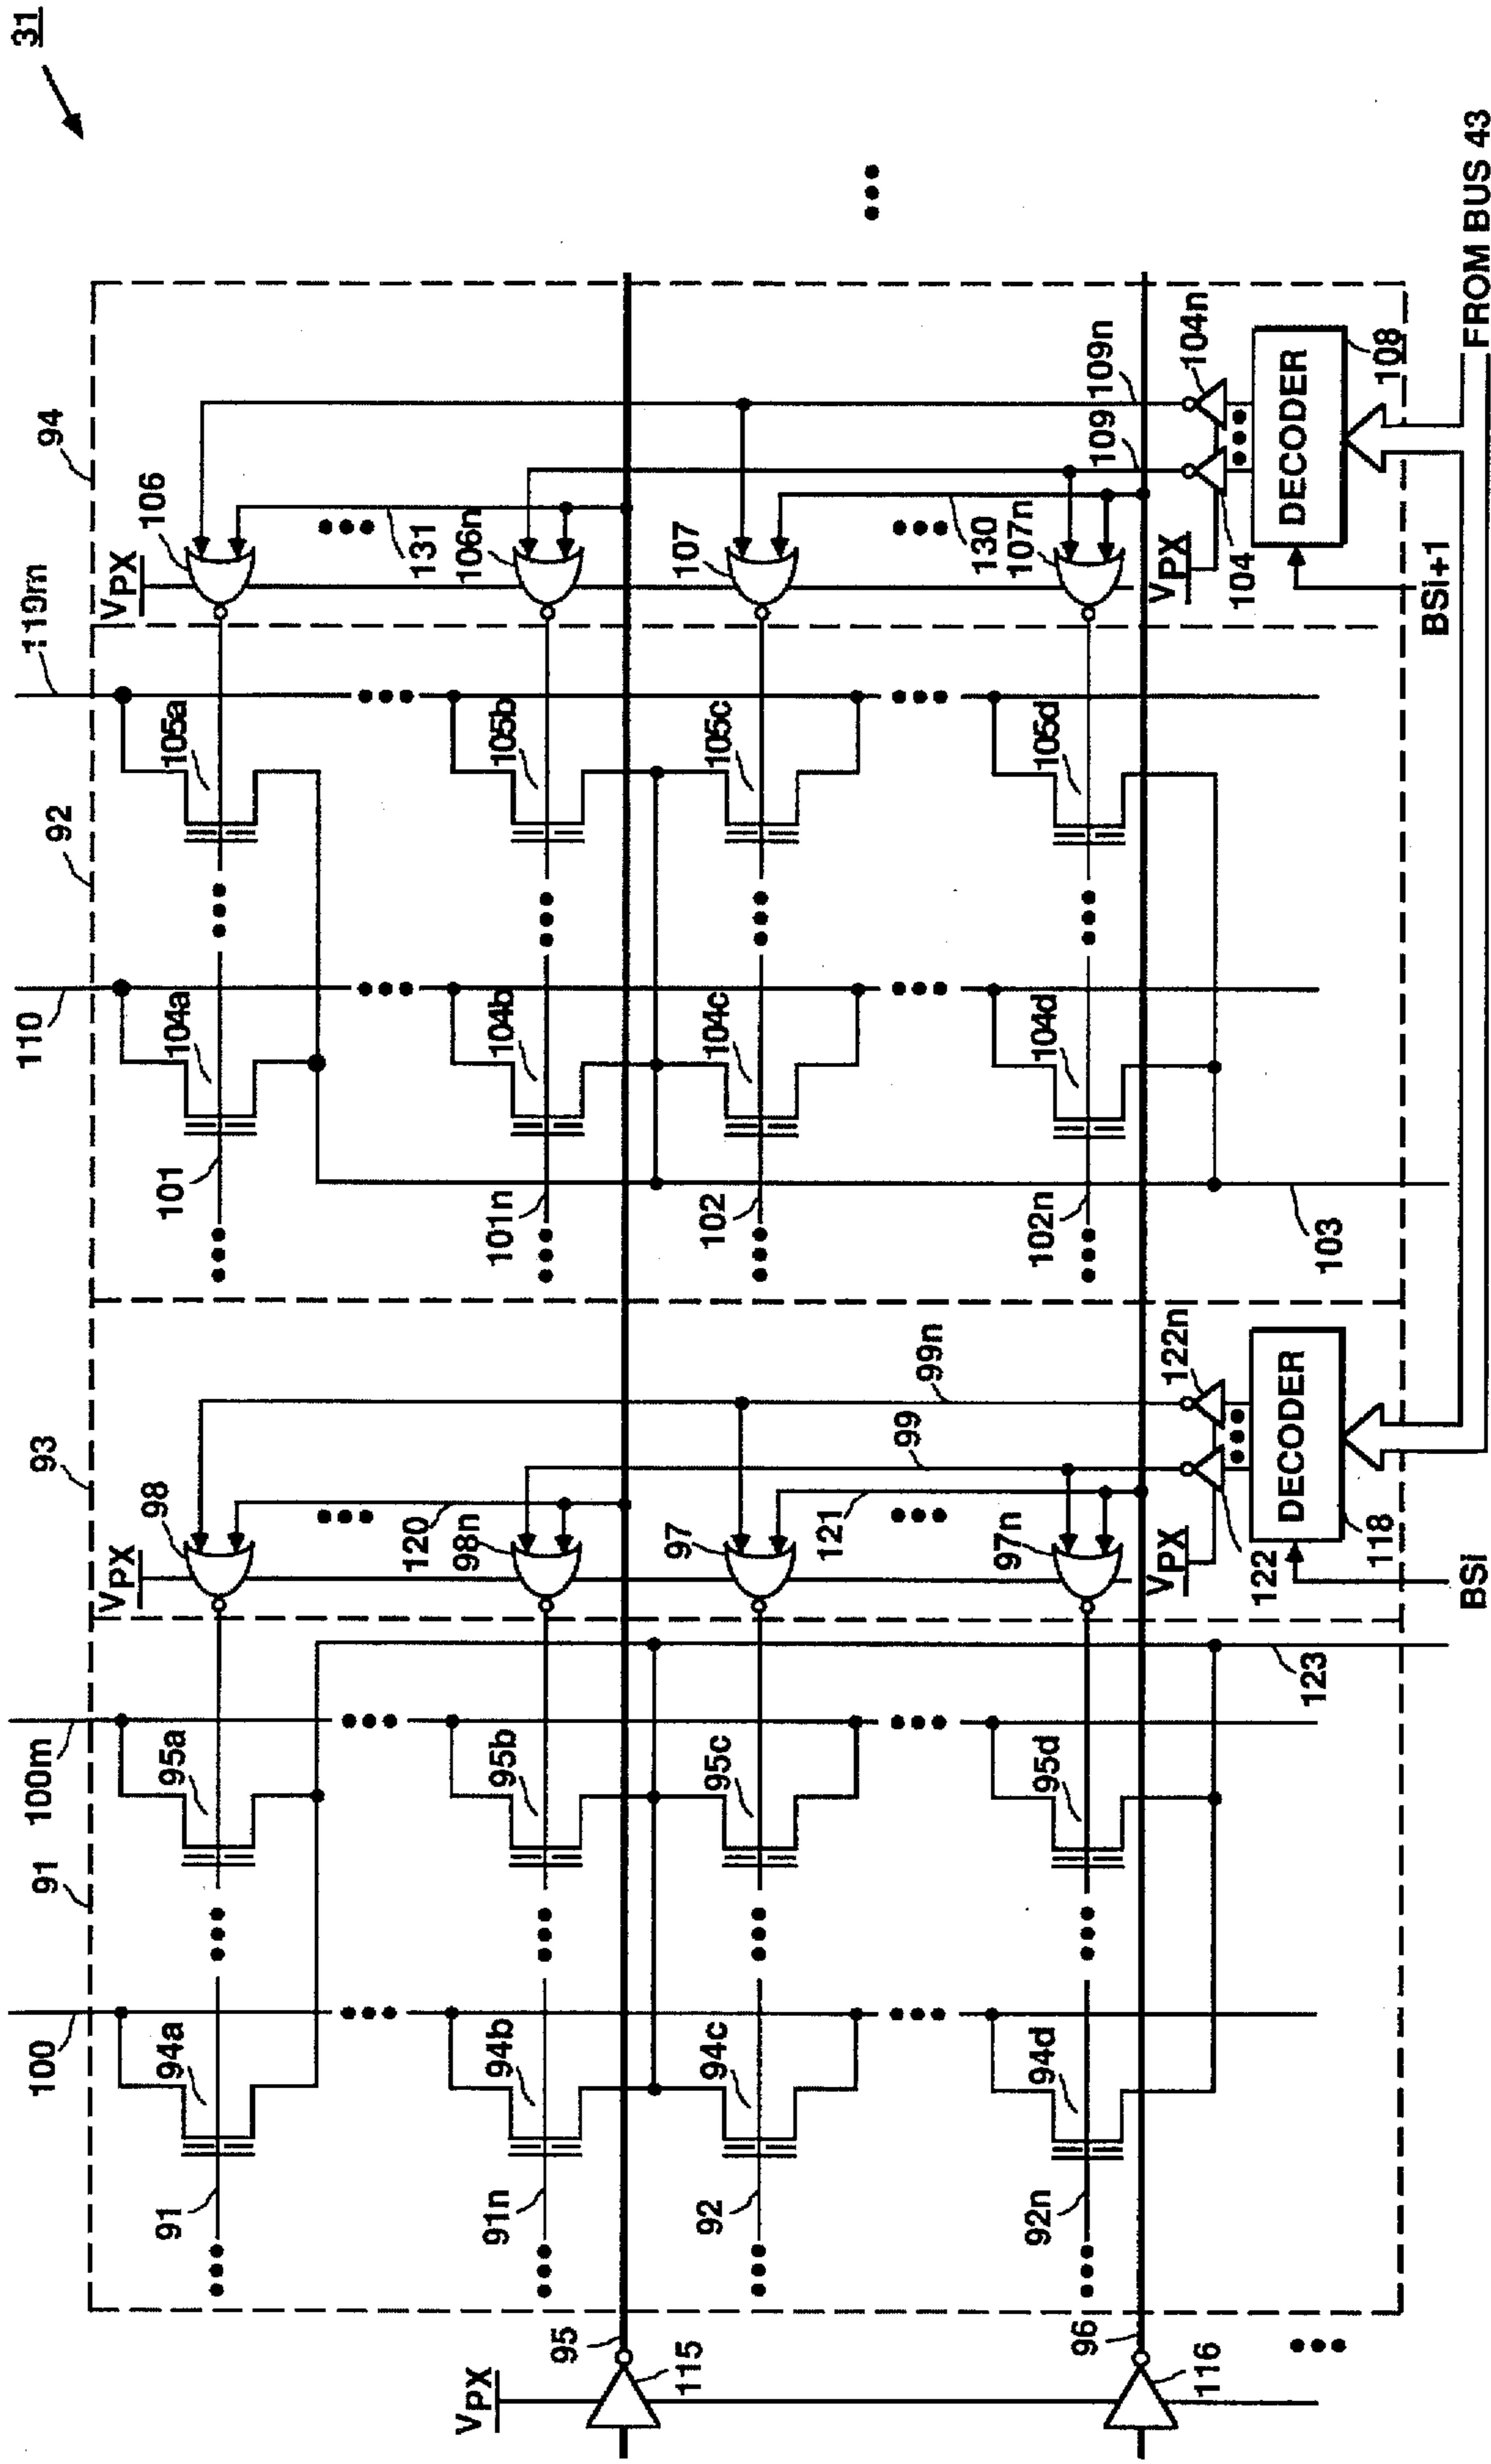 31
100
100m
110
110m
91
93
92
94
VPX
98
VPX
106
94a
95a
104a
105a
91
101
120
131
VPX
91n
94b
95b
98n
101n
104b
105b
106n
95
115
92
94c
95c
97
102
104c
105c
107
121
99
99n
130
109
109n
92n
94d
95d
97n
102n
104d
105d
107n
96
116
VPX
122n
VPX
104n
122
104
DECODER
DECODER
123
118
103
108
BSi
BSi+1
FROM BUS 43